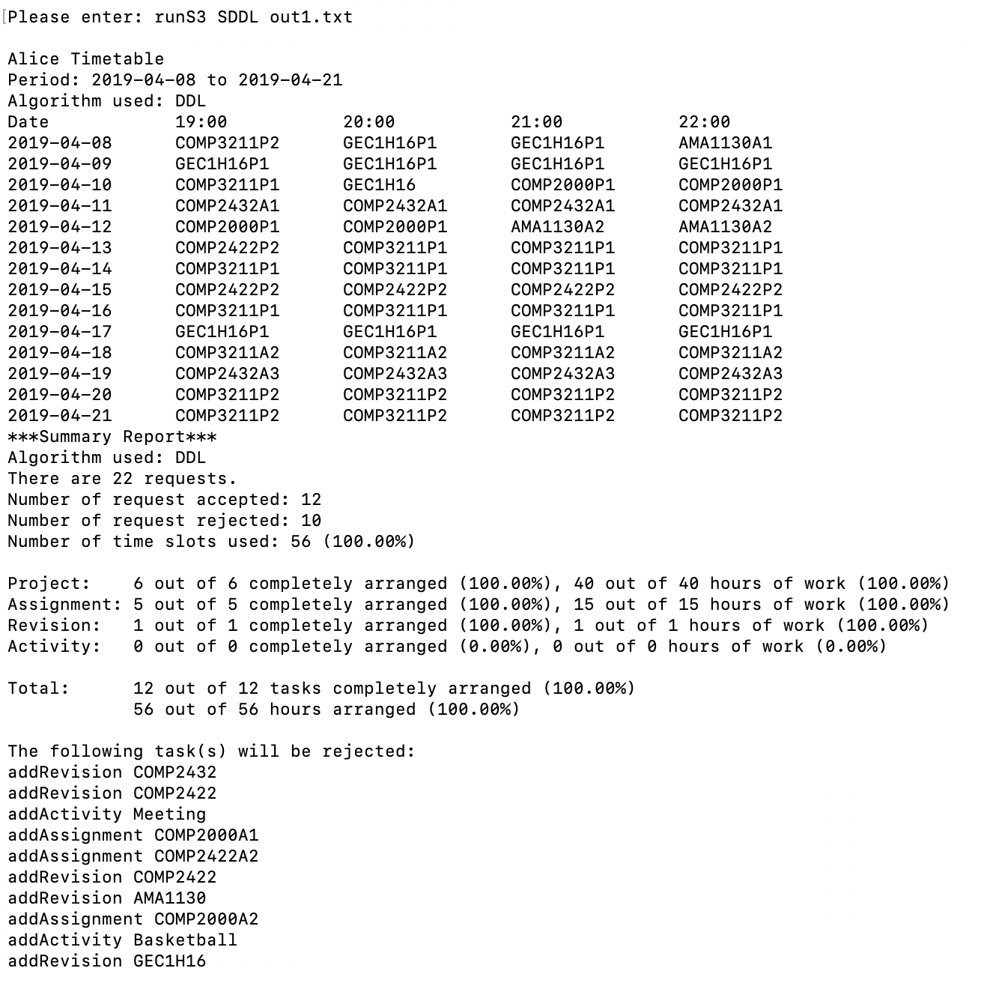 Please enter: runS3 SDDL out1.txt
Alice Timetable
Period: 2019-04-08 to 2019-04-21
Algorithm used: DDL
Date 19:00 20:00 21:00 22:00
2019-04-08 COMP3211P2 GEC1H16P1 GEC1H16P1 AMA1130A1
2019-04-09 GEC1H16P1 GEC1H16P1 GEC1H16P1 GEC1H16P1
2019-04-10 COMP3211P1 GEC1H16 COMP2000P1 COMP2000P1
2019-04-11 COMP2432A1 COMP2432A1 COMP2432A1 COMP2432A1
2019-04-12 COMP2000P1 COMP2000P1 AMA1130A2 AMA1130A2
2019-04-13 COMP2422P2 COMP3211P1 COMP3211P1 COMP3211P1
2019-04-14 COMP3211P1 COMP3211P1 COMP3211P1 COMP3211P1
2019-04-15 COMP2422P2 COMP2422P2 COMP2422P2 COMP2422P2
2019-04-16 COMP3211P1 COMP3211P1 COMP3211P1 COMP3211P1
2019-04-17 GEC1H16P1 GEC1H16P1 GEC1H16P1 GEC1H16P1
2019-04-18 COMP3211A2 COMP3211A2 COMP3211A2 COMP3211A2
2019-04-19 COMP2432A3 COMP2432A3 COMP2432A3 COMP2432A3
2019-04-20 COMP3211P2 COMP3211P2 COMP3211P2 COMP3211P2
2019-04-21 COMP3211P2 COMP3211P2 COMP3211P2 COMP3211P2
***Summary Report***
Algorithm used: DDL
There are 22 requests.
Number of request accepted: 12
Number of request rejected: 10
Number of time slots used: 56 (100.00%)
Project: 6 out of 6 completely arranged (100.00%), 40 out of 40 hours of work (100.00%)
Assignment: 5 out of 5 completely arranged (100.00%), 15 out of 15 hours of work (100.00%)
Revision: 1 out of 1 completely arranged (100.00%), 1 out of 1 hours of work (100.00%)
Activity: 0 out of 0 completely arranged (0.00%), 0 out of 0 hours of work (0.00%)
Total: 12 out of 12 tasks completely arranged (100.00%)
56 out of 56 hours arranged (100.00%)
The following task(s) will be rejected:
addRevision COMP2432
addRevision COMP2422
addActivity Meeting
addAssignment COMP2000A1
addAssignment COMP2422A2
addRevision COMP2422
addRevision AMA1130
addAssignment COMP2000A2
addActivity Basketball
addRevision GEC1H16